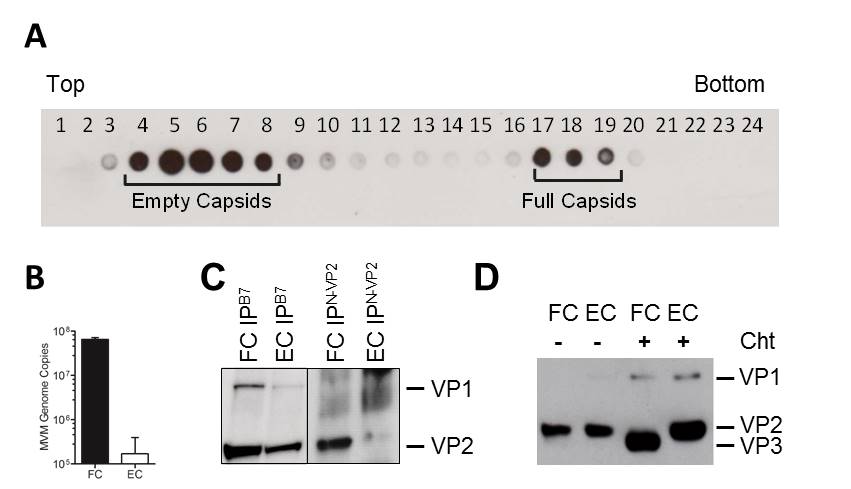 A
Top Bottom
1 2 3 4 5 6 7 8 9 10 11 12 13 14 15 16 17 18 19 20 21 22 23 24
Empty Capsids Full Capsids
B
MVM Genome Copies
10⁸
10⁷
10⁶
10⁵
FC EC
C
FC IPᴮ⁷
EC IPᴮ⁷
FC IPᴺ⁻ⱽᴾ²
EC IPᴺ⁻ⱽᴾ²
VP1
VP2
D
FC EC FC EC
- - + + Cht
VP1
VP2
VP3